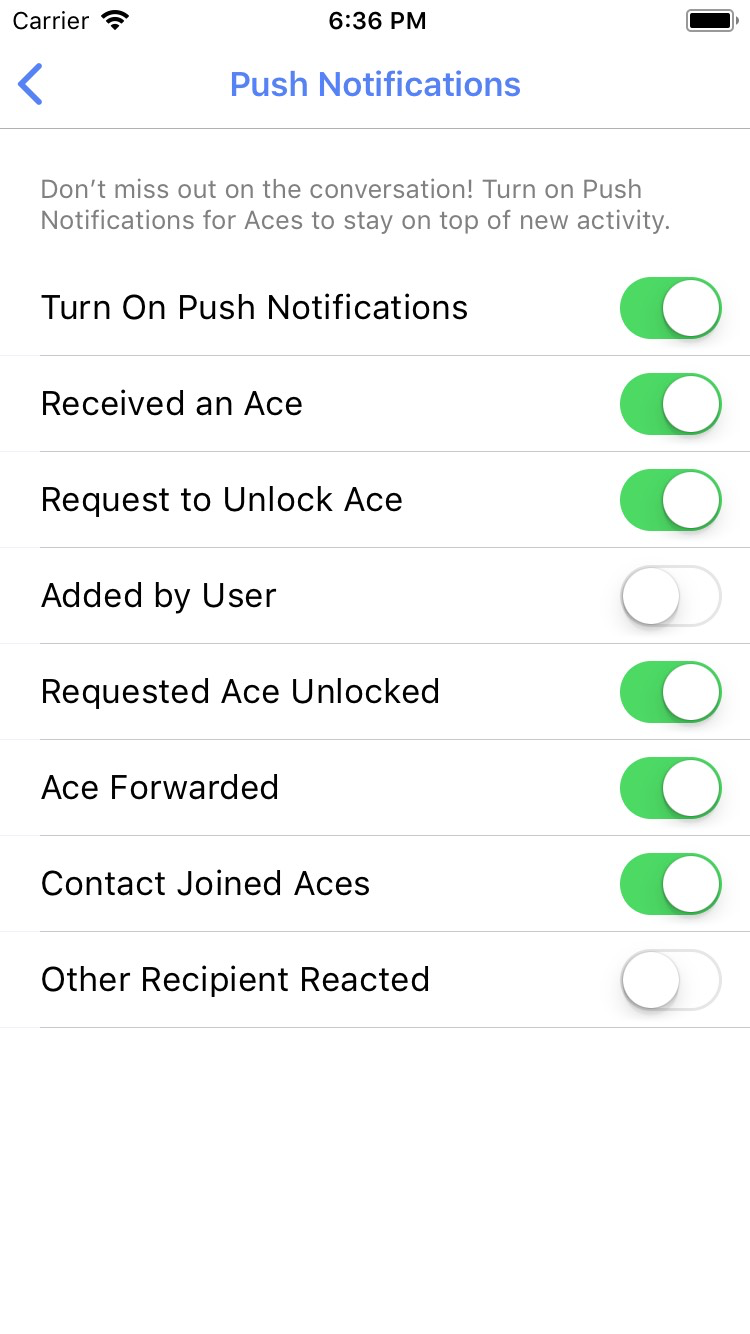 Carrier 6:36 PM
Push Notifications
Don’t miss out on the conversation! Turn on Push
Notifications for Aces to stay on top of new activity.
Turn On Push Notifications
Received an Ace
Request to Unlock Ace
Added by User
Requested Ace Unlocked
Ace Forwarded
Contact Joined Aces
Other Recipient Reacted